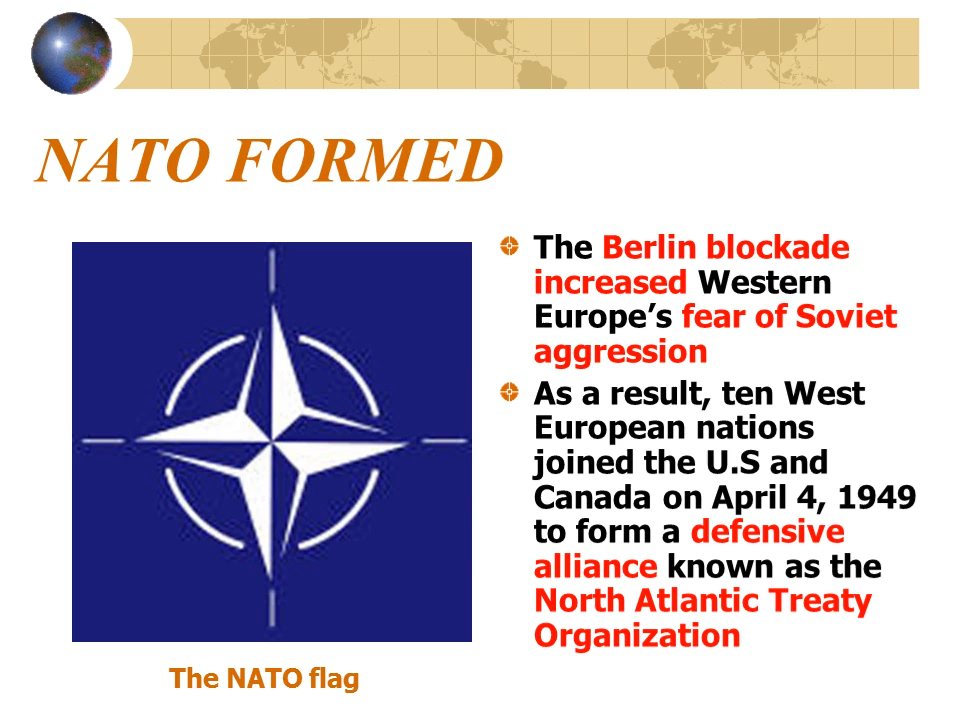 NATO FORMED
The Berlin blockade
increased Western
Europe’s fear of Soviet
aggression
As a result, ten West
European nations
joined the U.S and
Canada on April 4, 1949
to form a defensive
alliance known as the
North Atlantic Treaty
Organization
The NATO flag